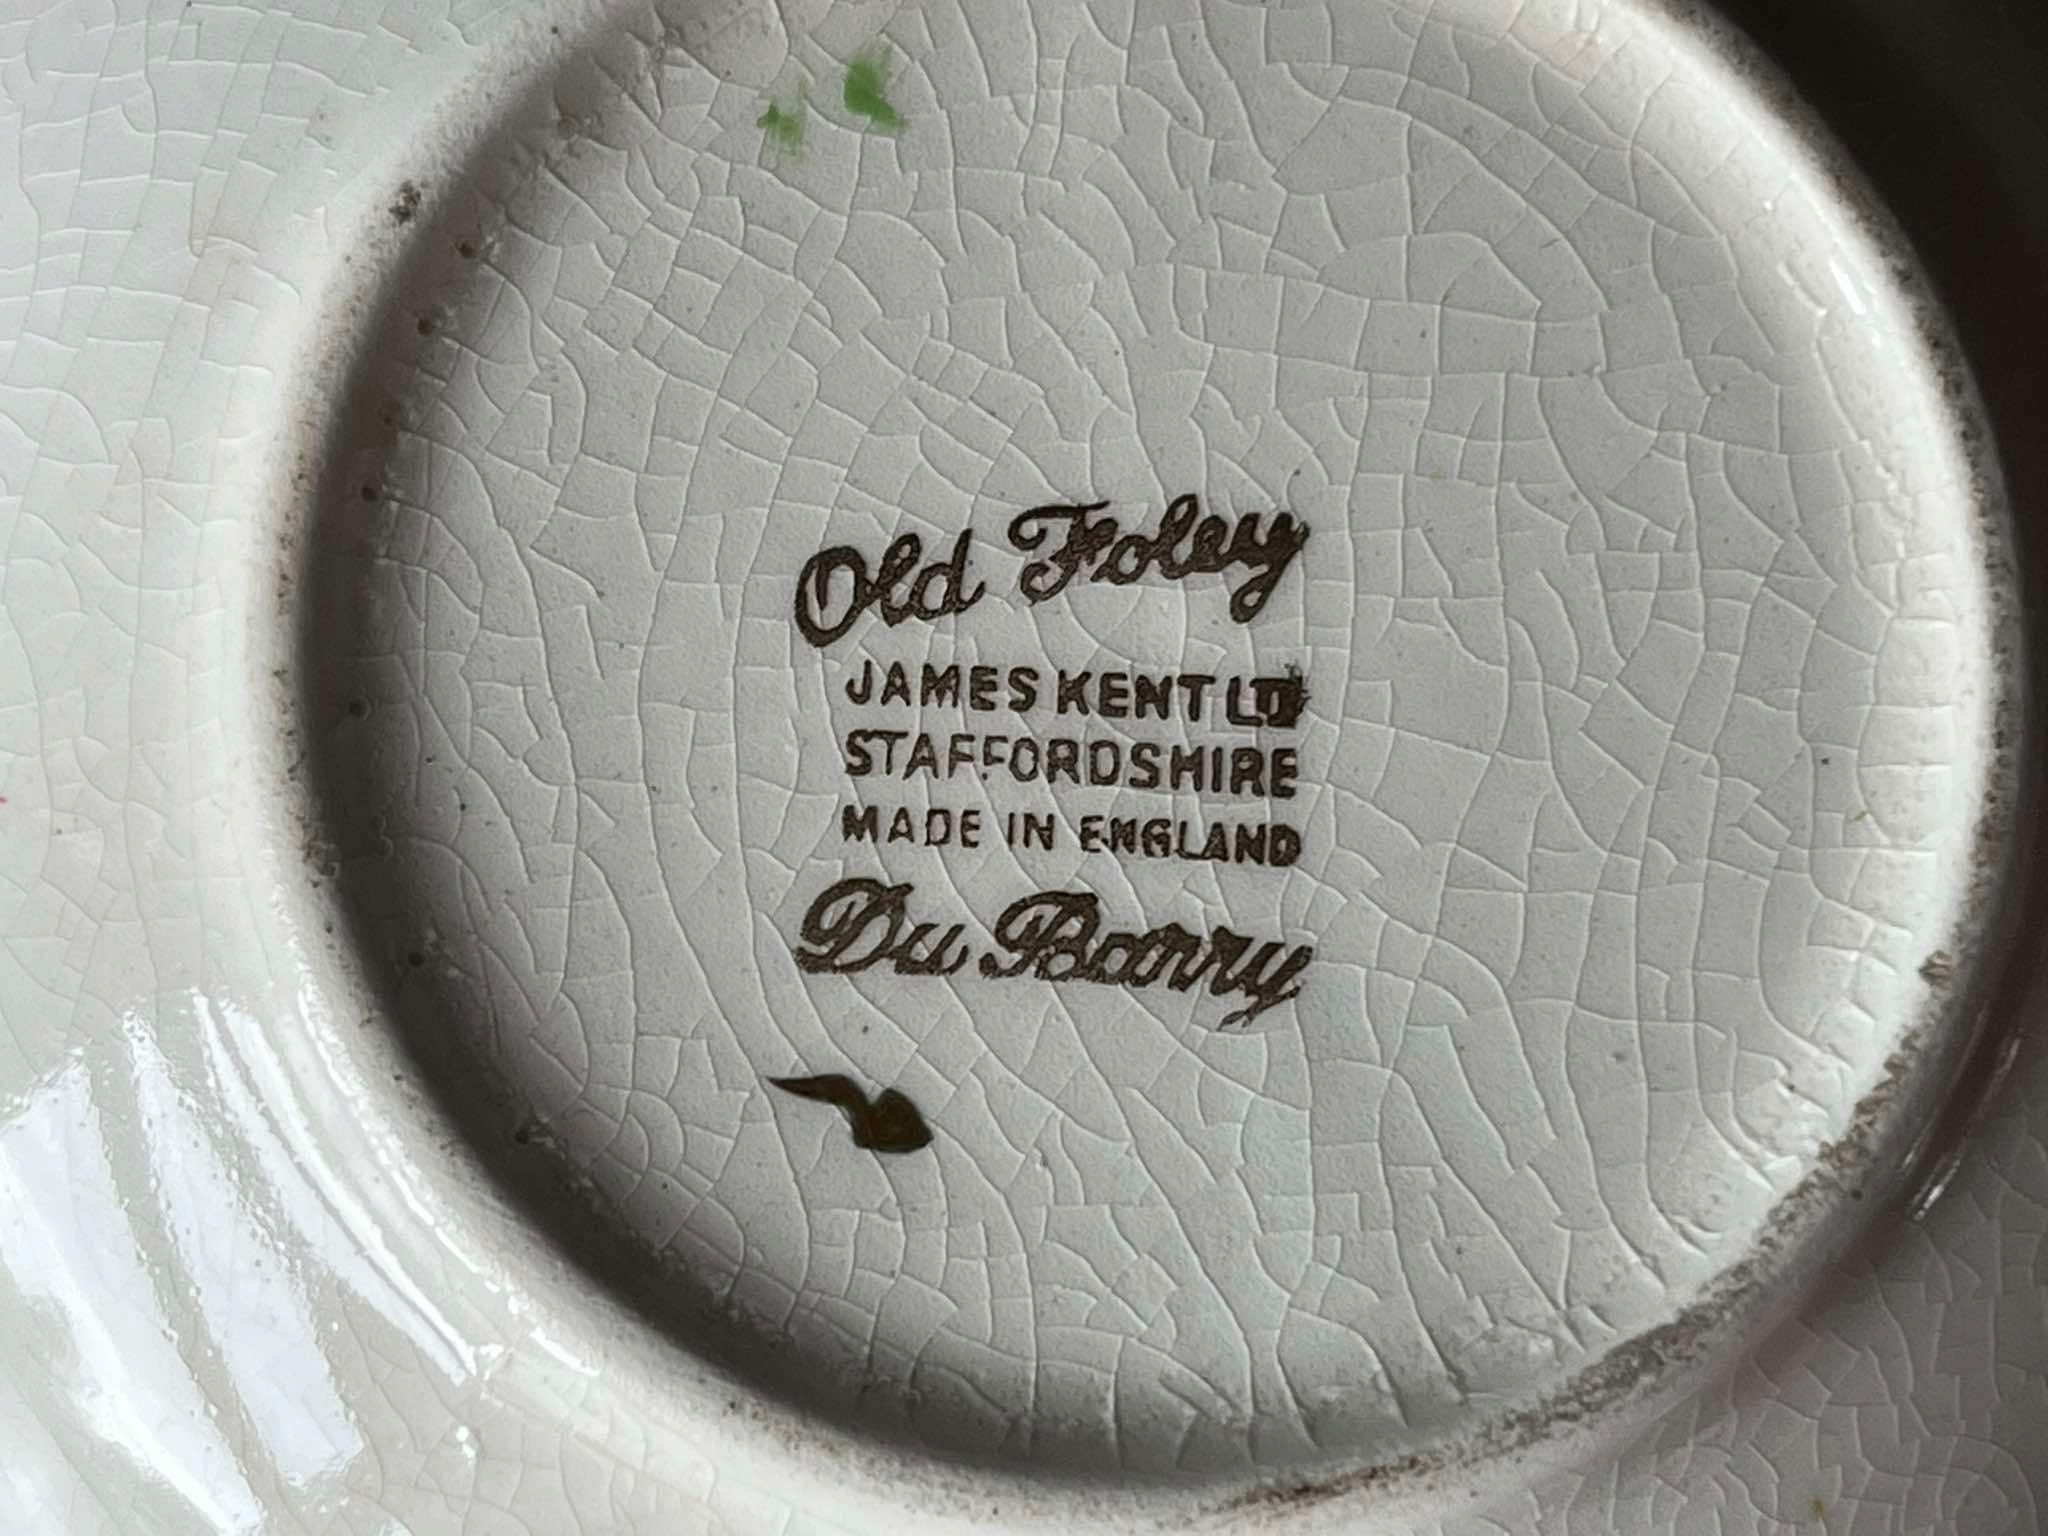 Old Foley
JAMES KENT LTD
STAFFORDSHIRE
MADE IN ENGLAND
Du Barry